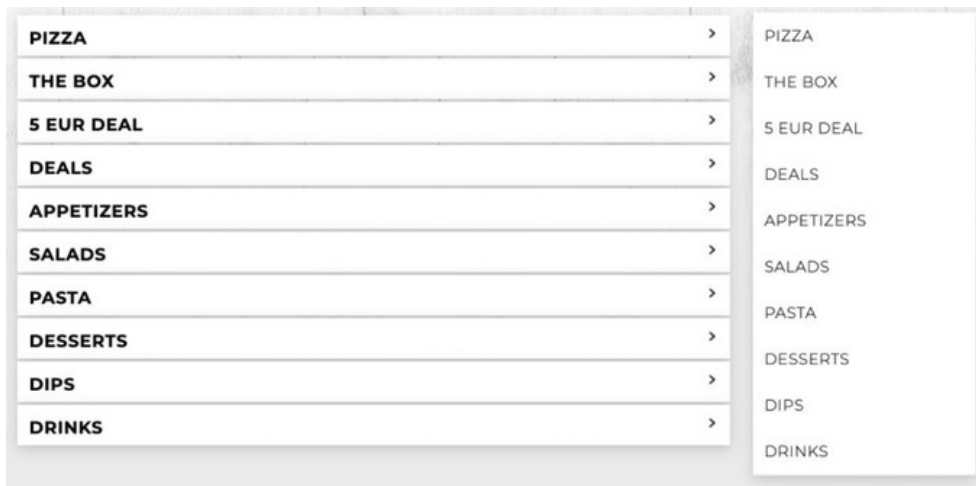 PIZZA
THE BOX
5 EUR DEAL
DEALS
APPETIZERS
SALADS
PASTA
DESSERTS
DIPS
DRINKS
PIZZA
THE BOX
5 EUR DEAL
DEALS
APPETIZERS
SALADS
PASTA
DESSERTS
DIPS
DRINKS